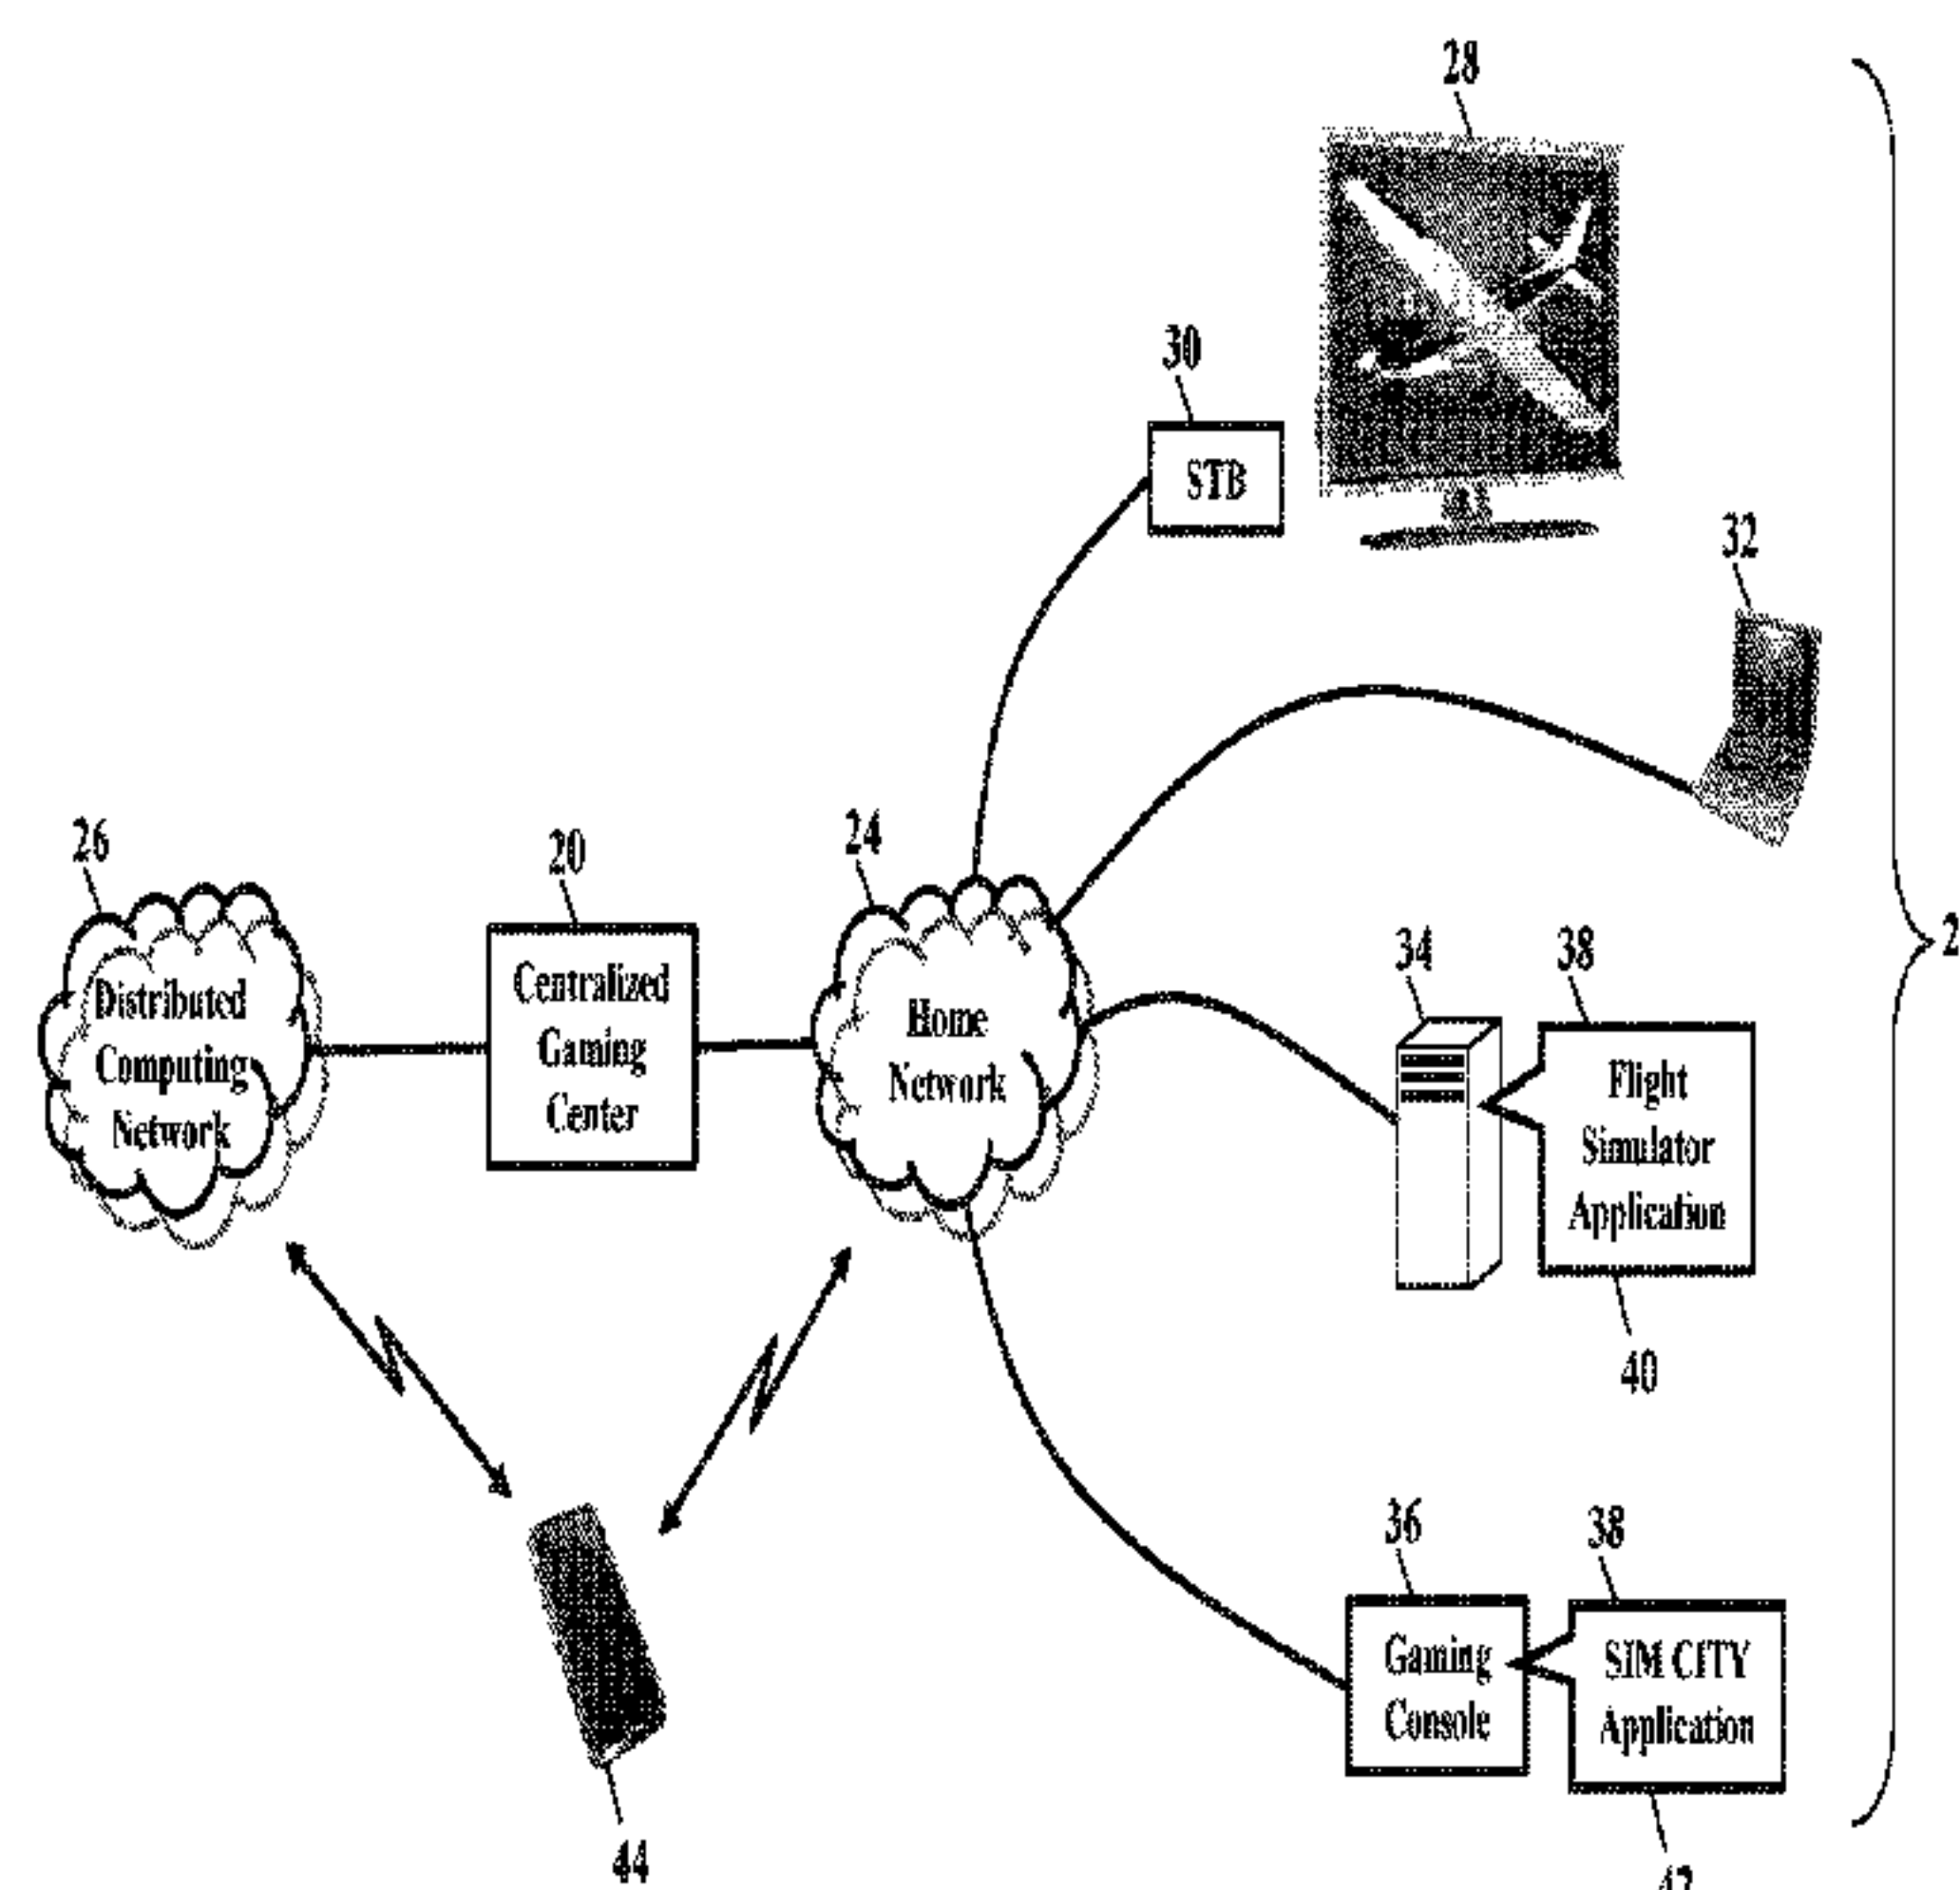 28
30
STB
32
26
20
24
34
38
2
Distributed
Computing
Network
Centralized
Gaming
Center
Home
Network
Flight
Simulator
Application
40
36
38
Gaming
Console
SIM CITY
Application
44